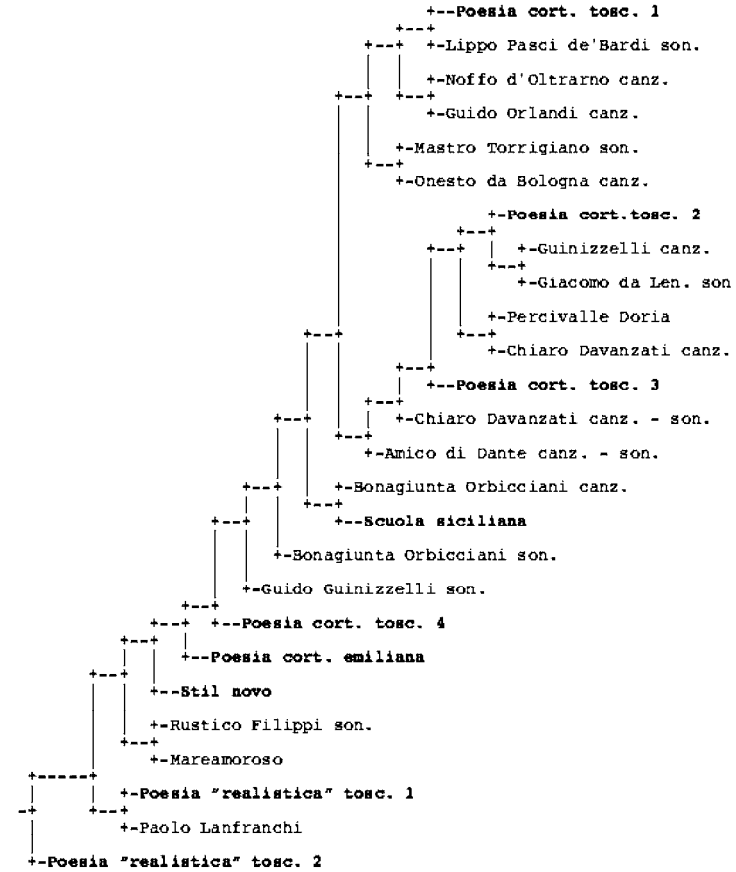 Poesia cort. tosc. 1
Lippo Pasci de'Bardi son.
Noffo d'Oltrarno canz.
Guido Orlandi canz.
Mastro Torrigiano son.
Onesto da Bologna canz.
Poesia cort.tosc. 2
Guinizzelli canz.
Giacomo da Len. son
Percivalle Doria
Chiaro Davanzati canz.
Poesia cort. tosc. 3
Chiaro Davanzati canz. - son.
Amico di Dante canz. - son.
Bonagiunta Orbicciani canz.
Scuola siciliana
Bonagiunta Orbicciani son.
Guido Guinizzelli son.
Poesia cort. tosc. 4
Poesia cort. emiliana
Stil novo
Rustico Filippi son.
Mareamoroso
Poesia "realistica" tosc. 1
Paolo Lanfranchi
Poesia "realistica" tosc. 2